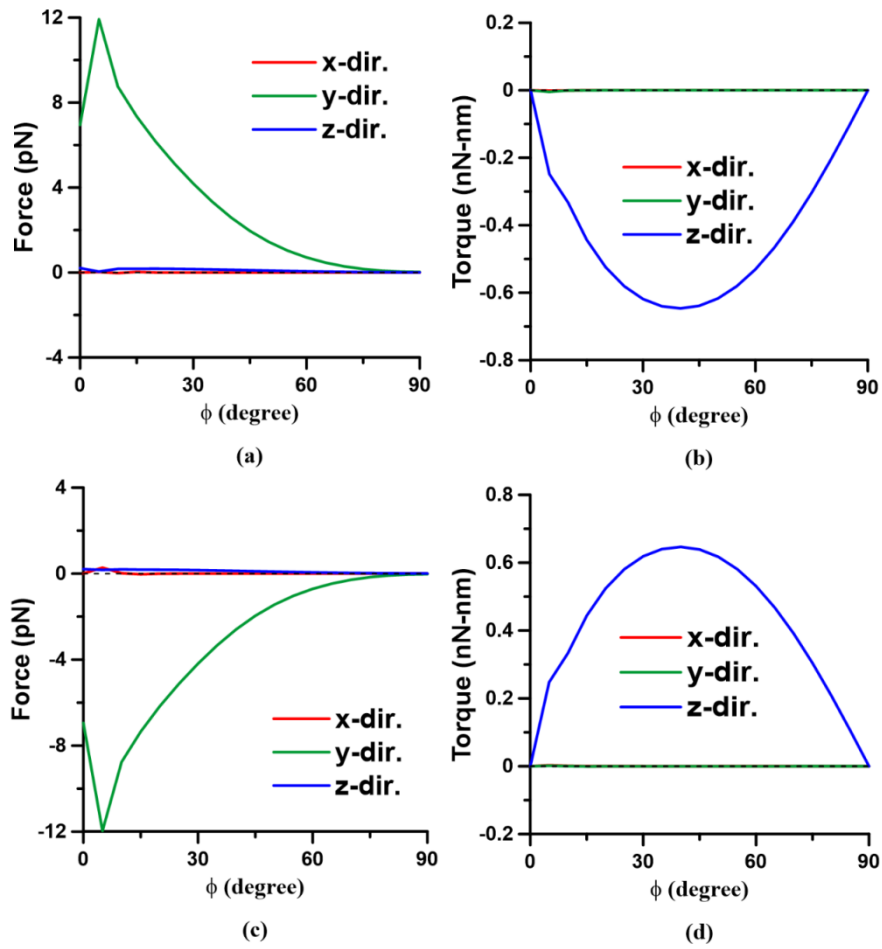 12
8
4
0
-4
Force (pN)
x-dir.
y-dir.
z-dir.
0
30
60
90
ϕ (degree)
(a)
0.2
0
-0.2
-0.4
-0.6
-0.8
Torque (nN-nm)
x-dir.
y-dir.
z-dir.
0
30
60
90
ϕ (degree)
(b)
4
0
-4
-8
-12
Force (pN)
x-dir.
y-dir.
z-dir.
0
30
60
90
ϕ (degree)
(c)
0.8
0.6
0.4
0.2
0
-0.2
Torque (nN-nm)
x-dir.
y-dir.
z-dir.
0
30
60
90
ϕ (degree)
(d)